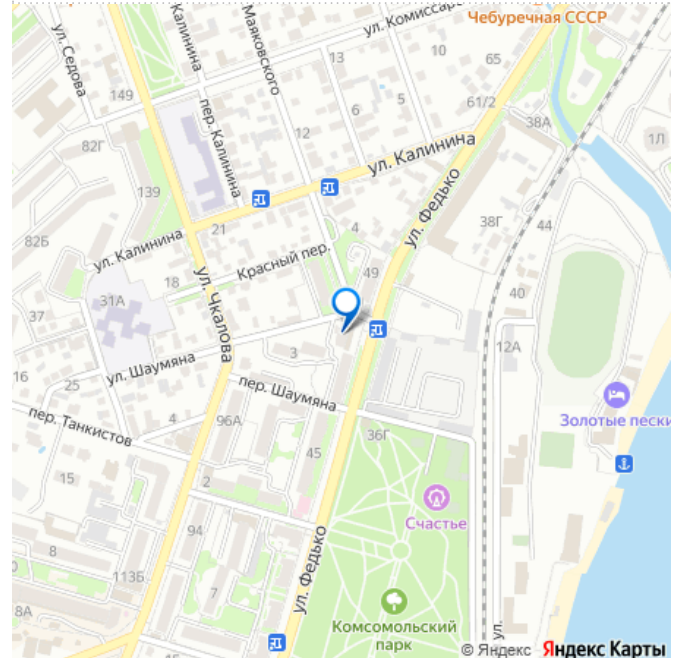 Чебуречная СССР
ул. Комиссар
Маяковского
пер. Калинина
ул. Седова
13
10
65
149
5
6
61/2
12
38А
1Л
82Г
ул. Калинина
139
21
4
ул. Федько
38Г
44
82Б
ул. Калинина
Красный пер.
49
18
31А
ул. Чкалова
40
37
12А
3
16
25
ул. Шаумяна
пер. Шаумяна
Золотые пески
пер. Танкистов
4
96А
36Г
45
15
2
Счастье
94
8
7
113Б
ул. Федько
8А
Комсомольский
парк
ул.
© Яндекс Яндекс Карты